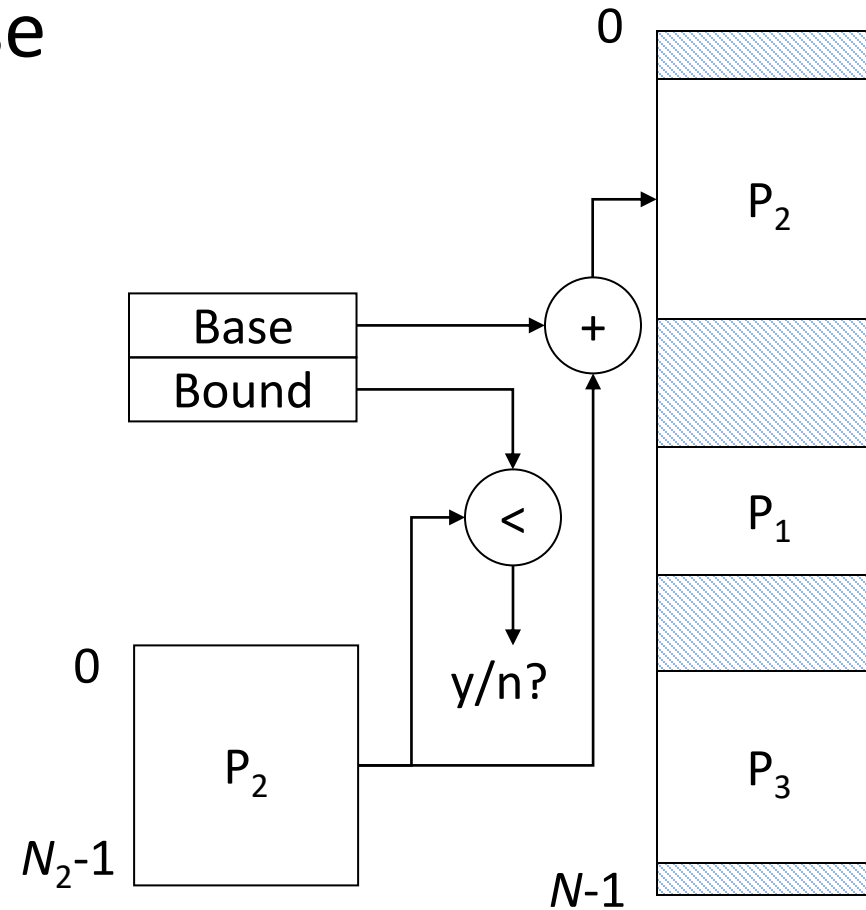 0
P₂
Base
+
Bound
<
P₁
0
y/n?
P₂
P₃
N₂-1
N-1